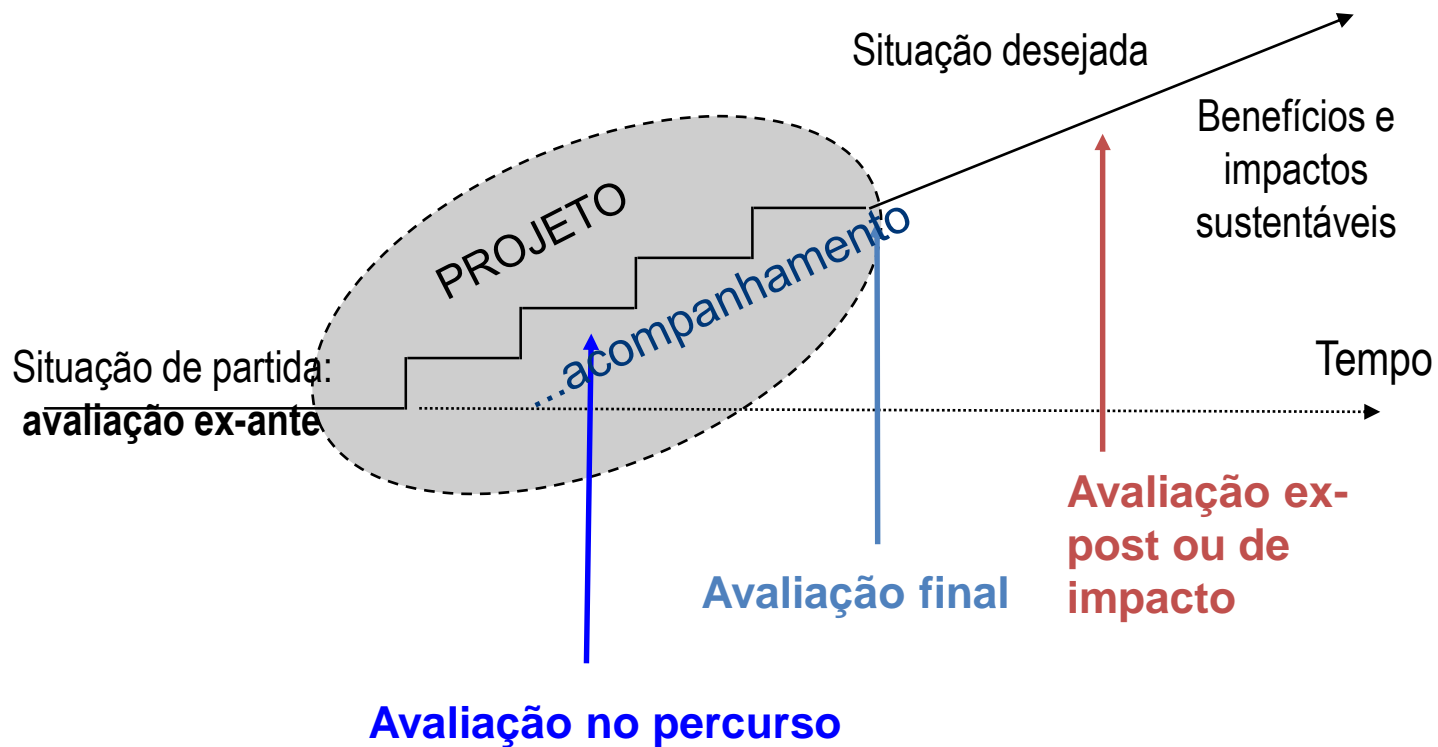 Situação desejada
Benefícios e
impactos
sustentáveis
PROJETO
...acompanhamento
Situação de partida:
avaliação ex-ante
Tempo
Avaliação ex-
post ou de
impacto
Avaliação final
Avaliação no percurso